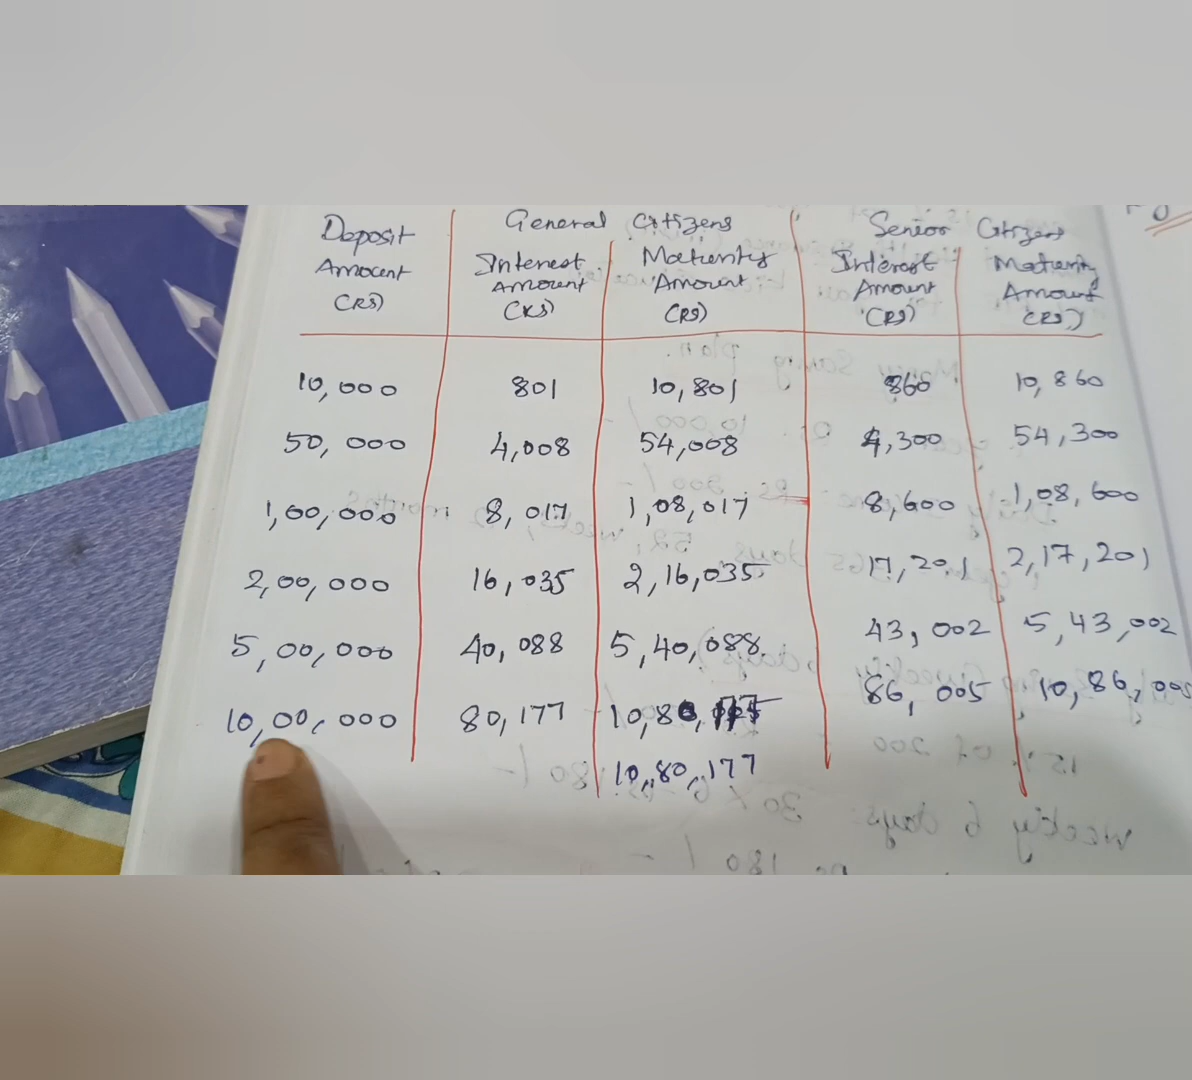 Deposit Amount (RS)
General Citizens
Interest Amount (RS)
Maturity Amount (RS)
Senior Citizens
Interest Amount (RS)
Maturity Amount (RS)
10,000 801 10,801 860 10,860
50,000 4,008 54,008 4,300 54,300
1,00,000 8,017 1,08,017 8,600 1,08,600
2,00,000 16,035 2,16,035 17,201 2,17,201
5,00,000 40,088 5,40,088 43,002 5,43,002
10,00,000 80,177 86,005 10,86,005
10,80,177